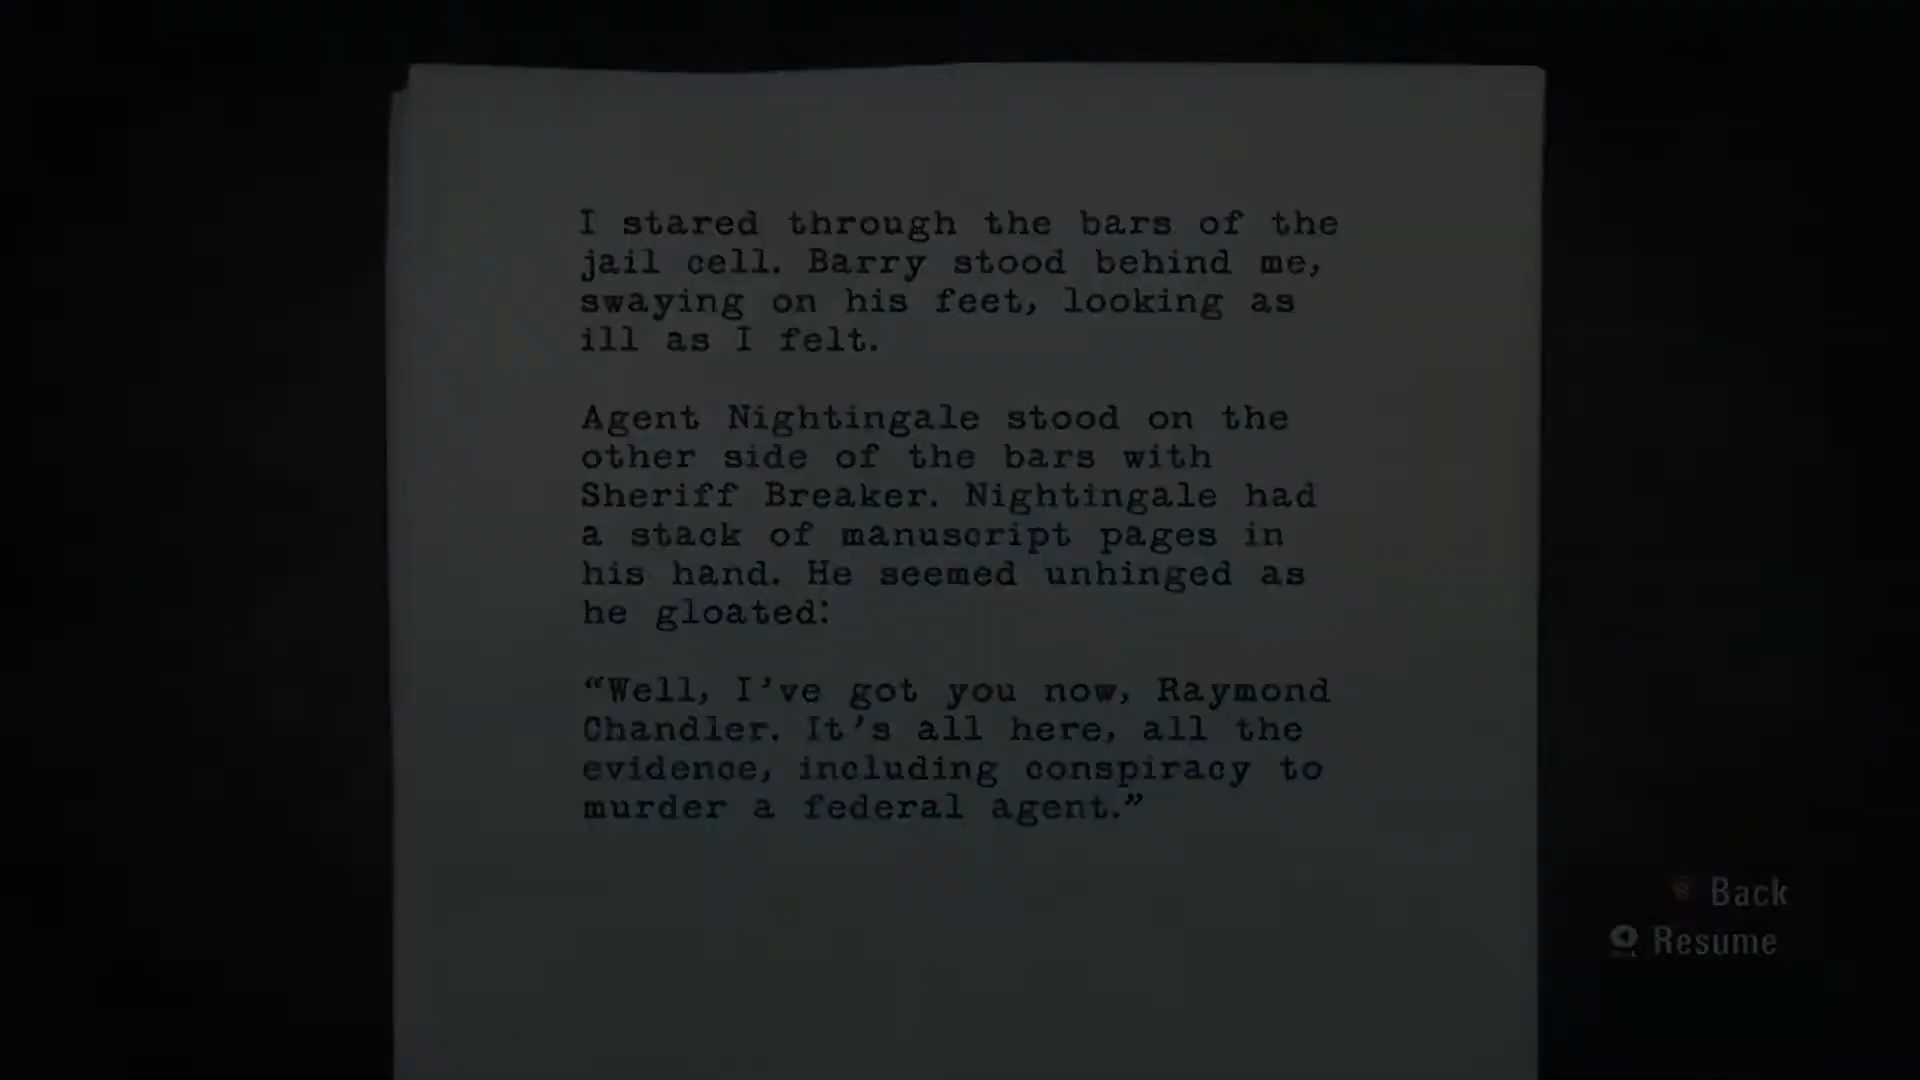 I stared through the bars of the
jail cell. Barry stood behind me,
swaying on his feet, looking as
ill as I felt.
Agent Nightingale stood on the
other side of the bars with
Sheriff Breaker. Nightingale had
a stack of manuscript pages in
his hand. He seemed unhinged as
he gloated:
“Well, I’ve got you now, Raymond
Chandler. It’s all here, all the
evidence, including conspiracy to
murder a federal agent.”
B Back
Resume